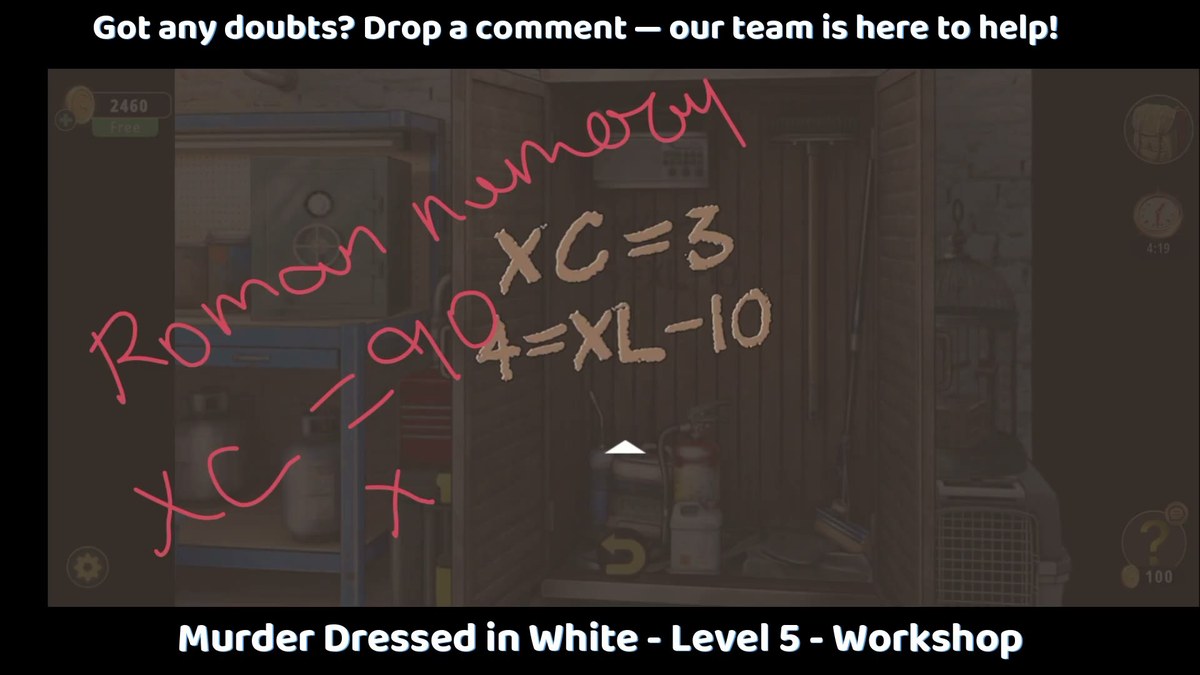 Got any doubts? Drop a comment — our team is here to help!
2460
Free
Roman numeray
XC = 3
4 = XL - 10
XC = 90
X
4:19
?
100
Murder Dressed in White - Level 5 - Workshop